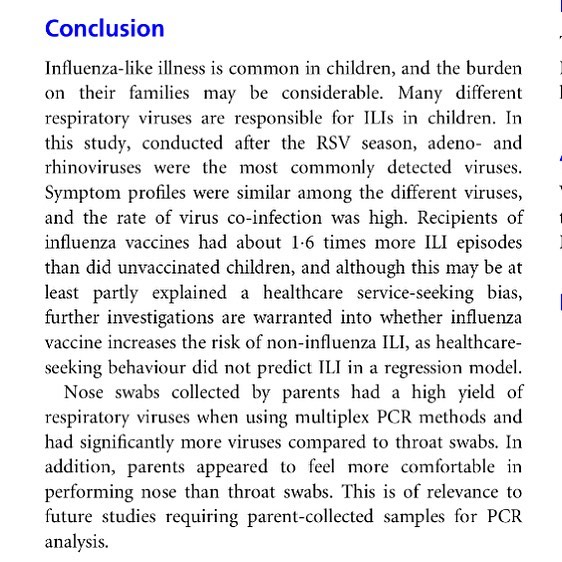 Conclusion
Influenza-like illness is common in children, and the burden
on their families may be considerable. Many different
respiratory viruses are responsible for ILIs in children. In
this study, conducted after the RSV season, adeno- and
rhinoviruses were the most commonly detected viruses.
Symptom profiles were similar among the different viruses,
and the rate of virus co-infection was high. Recipients of
influenza vaccines had about 1·6 times more ILI episodes
than did unvaccinated children, and although this may be at
least partly explained a healthcare service-seeking bias,
further investigations are warranted into whether influenza
vaccine increases the risk of non-influenza ILI, as healthcare-
seeking behaviour did not predict ILI in a regression model.
Nose swabs collected by parents had a high yield of
respiratory viruses when using multiplex PCR methods and
had significantly more viruses compared to throat swabs. In
addition, parents appeared to feel more comfortable in
performing nose than throat swabs. This is of relevance to
future studies requiring parent-collected samples for PCR
analysis.